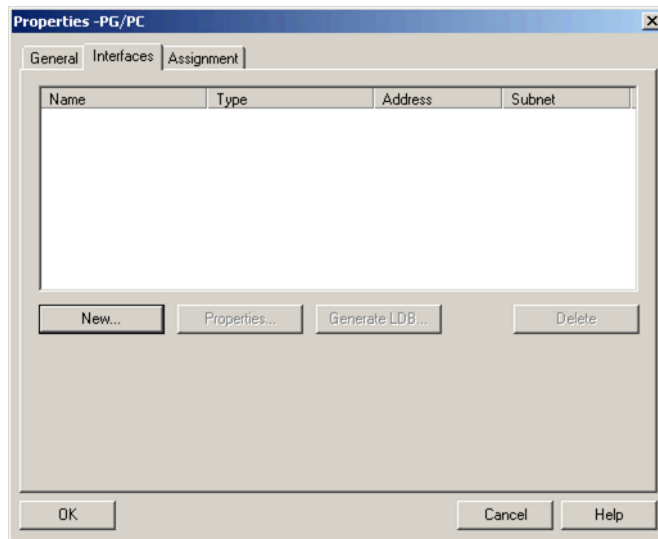 Properties -PG/PC
General Interfaces Assignment
Name Type Address Subnet
New... Properties... Generate LDB... Delete
OK Cancel Help